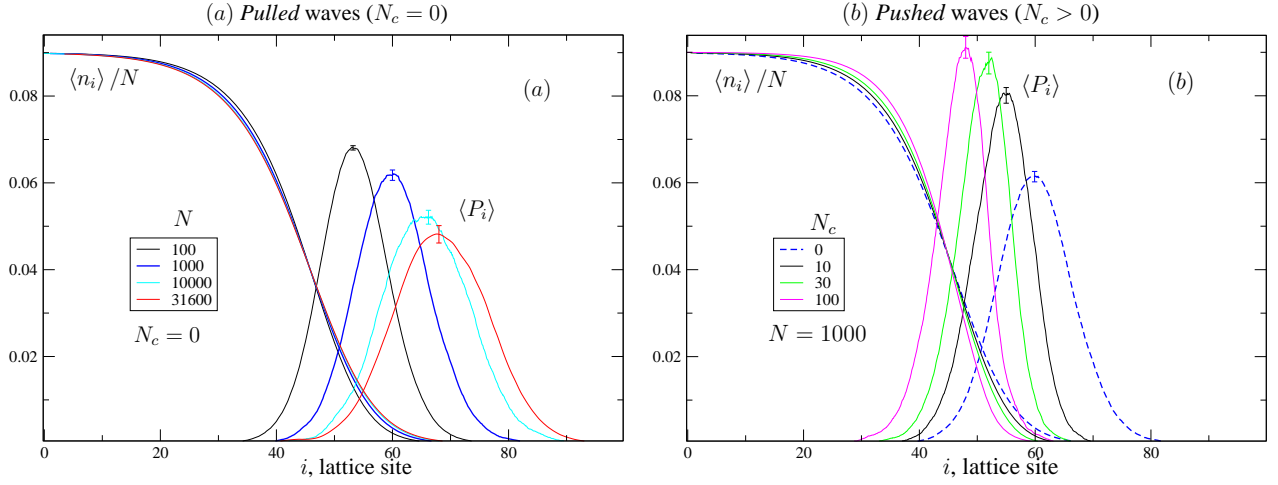 (a) Pulled waves (N_c = 0)
⟨n_i⟩/N
(a)
⟨P_i⟩
N
100
1000
10000
31600
N_c = 0
0.08
0.06
0.04
0.02
0
20
40
60
80
i, lattice site
(b) Pushed waves (N_c > 0)
⟨n_i⟩/N
⟨P_i⟩
(b)
N_c
0
10
30
100
N = 1000
0.08
0.06
0.04
0.02
0
20
40
60
80
i, lattice site